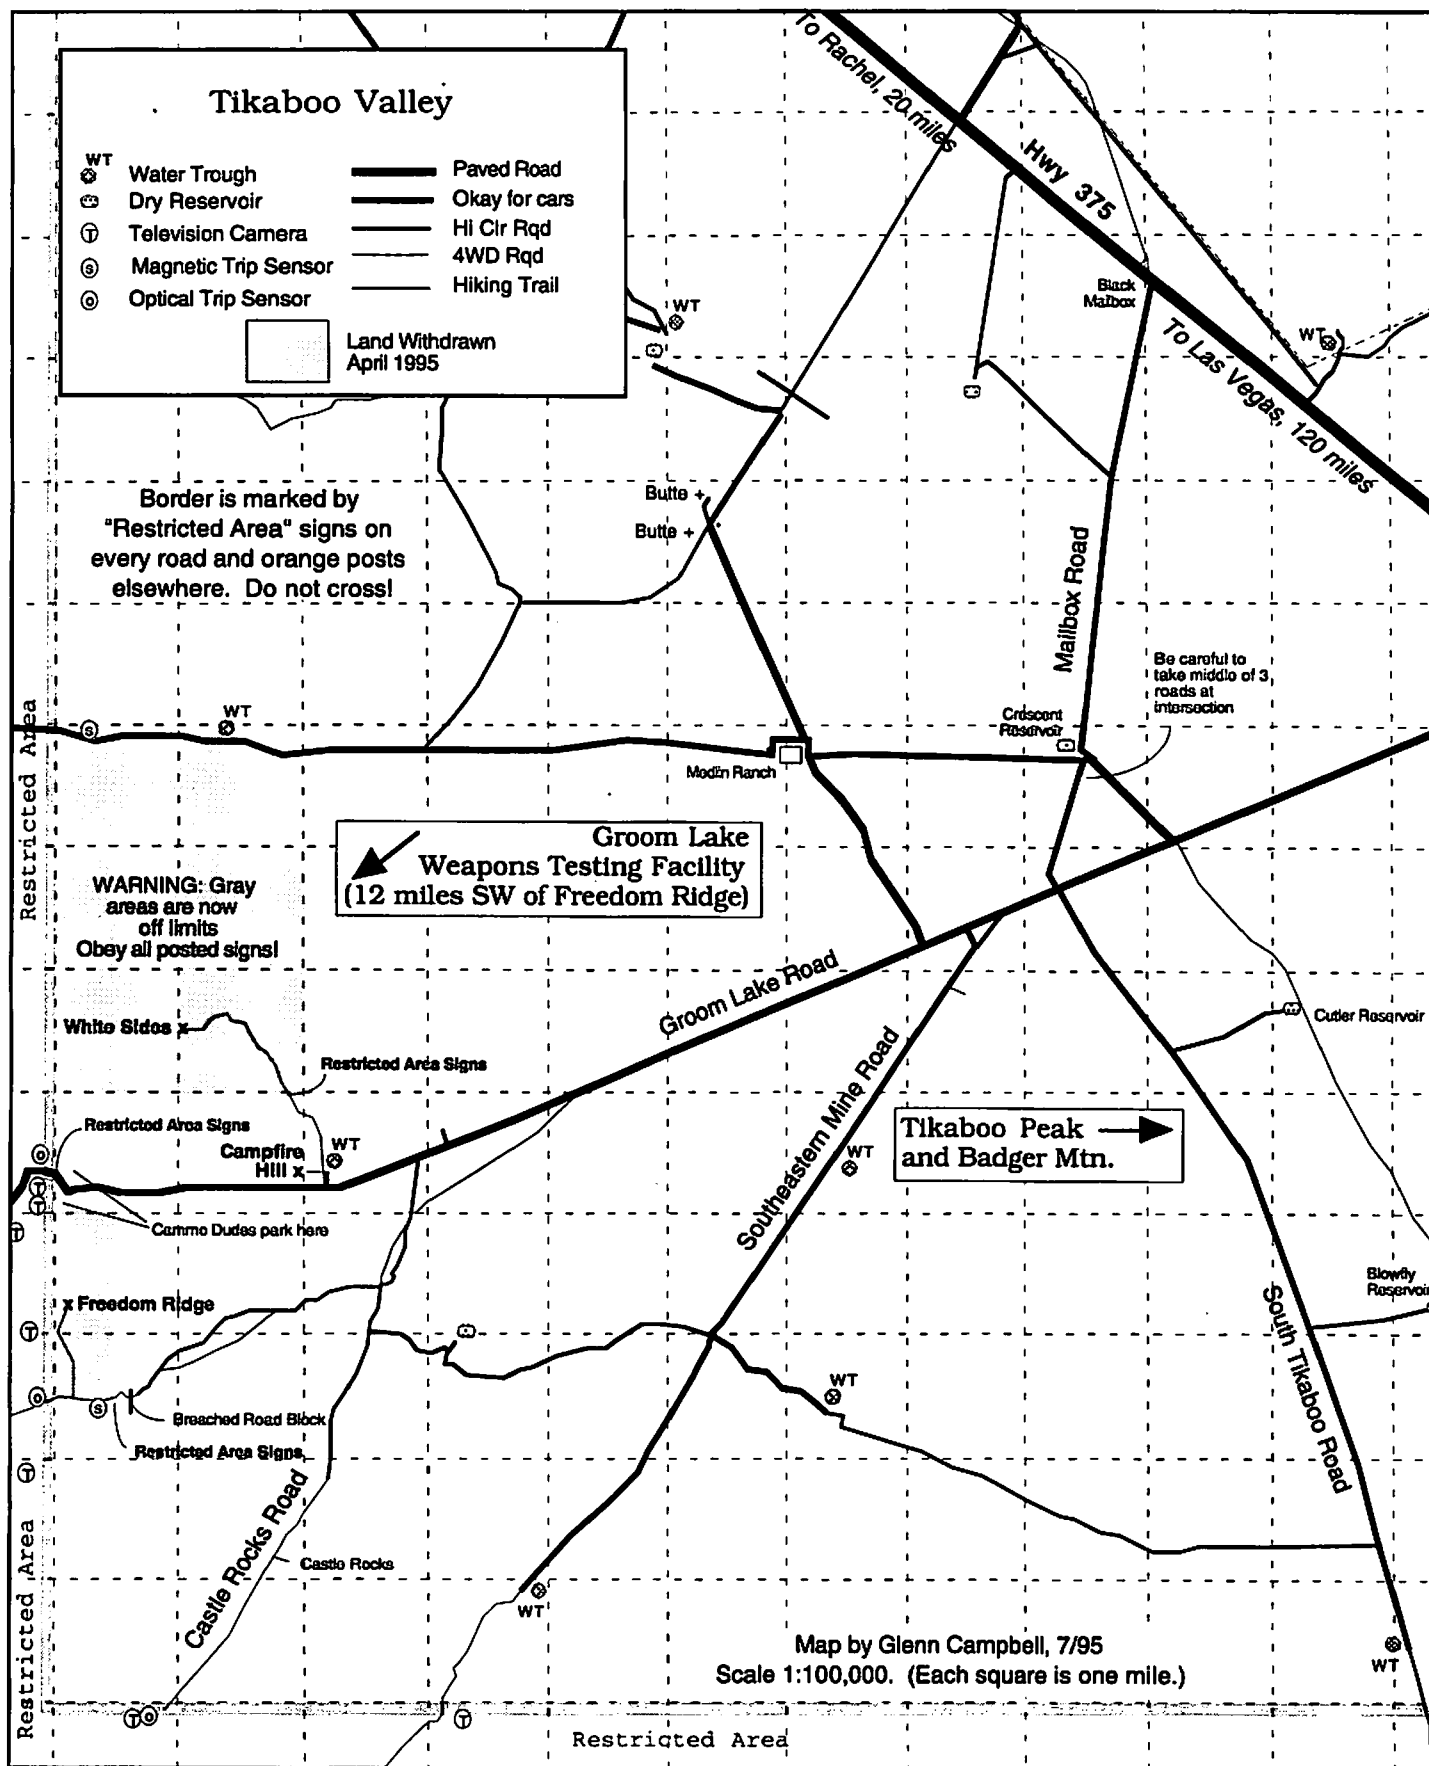 Tikaboo Valley
WT
Water Trough
Dry Reservoir
T
Television Camera
S
Magnetic Trip Sensor
Optical Trip Sensor
Paved Road
Okay for cars
Hi Clr Rqd
4WD Rqd
Hiking Trail
Land Withdrawn
April 1995
To Rachel, 20 miles
Hwy 375
To Las Vegas, 120 miles
Black
Mailbox
WT
WT
Border is marked by
"Restricted Area" signs on
every road and orange posts
elsewhere. Do not cross!
Butte +
Butte +
Mailbox Road
Be careful to
take middle of 3
roads at
intersection
Crescent
Reservoir
Restricted Area
S
WT
Medlin Ranch
Groom Lake
Weapons Testing Facility
(12 miles SW of Freedom Ridge)
WARNING: Gray
areas are now
off limits
Obey all posted signs!
Groom Lake Road
White Sides x
Restricted Area Signs
Cutler Reservoir
Restricted Area Signs
Campfire
Hill x
WT
Southeastern Mine Road
WT
Tikaboo Peak
and Badger Mtn.
T
T
T
Cammo Dudes park here
x Freedom Ridge
T
Blowfly
Reservoir
South Tikaboo Road
WT
S
Breached Road Block
Restricted Area Signs
T
Castle Rocks Road
Castle Rocks
Restricted Area
WT
Map by Glenn Campbell, 7/95
Scale 1:100,000. (Each square is one mile.)
WT
T
T
Restricted Area